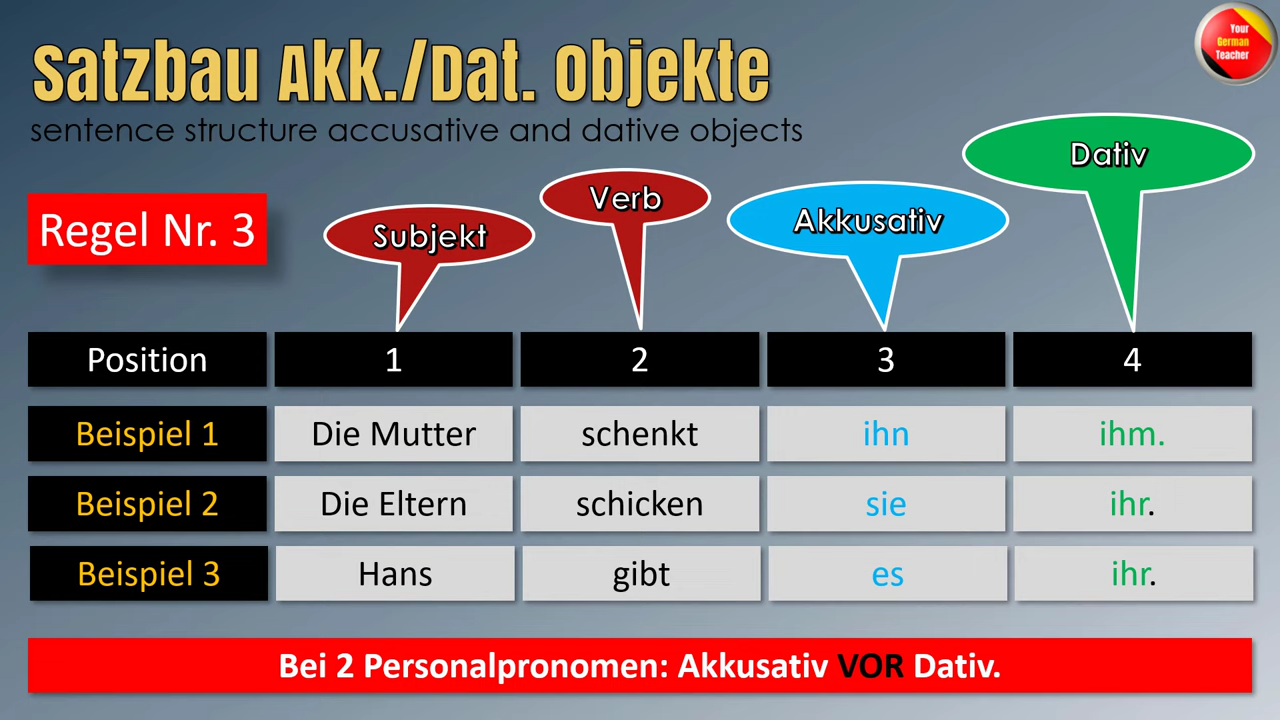 Satzbau Akk./Dat. Objekte
sentence structure accusative and dative objects
Your
German
Teacher
Regel Nr. 3
Subjekt
Verb
Akkusativ
Dativ
Position 1 2 3 4
Beispiel 1 Die Mutter schenkt ihn ihm.
Beispiel 2 Die Eltern schicken sie ihr.
Beispiel 3 Hans gibt es ihr.
Bei 2 Personalpronomen: Akkusativ VOR Dativ.